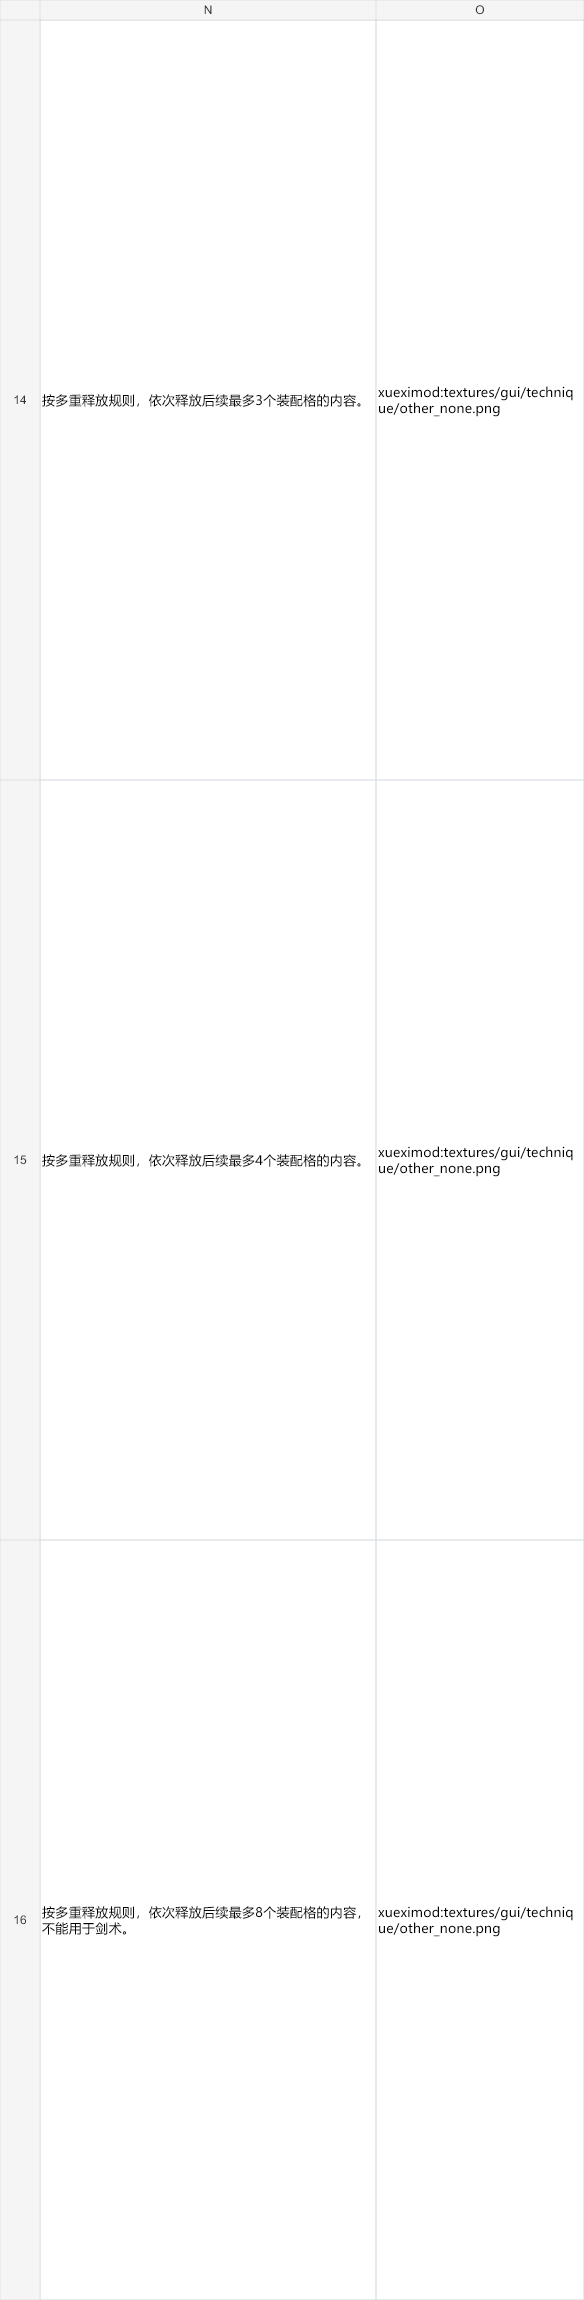 N
O
14
按多重释放规则，依次释放后续最多3个装配格的内容。
xueximod:textures/gui/techniq
ue/other_none.png
15
按多重释放规则，依次释放后续最多4个装配格的内容。
xueximod:textures/gui/techniq
ue/other_none.png
16
按多重释放规则，依次释放后续最多8个装配格的内容，
不能用于剑术。
xueximod:textures/gui/techniq
ue/other_none.png